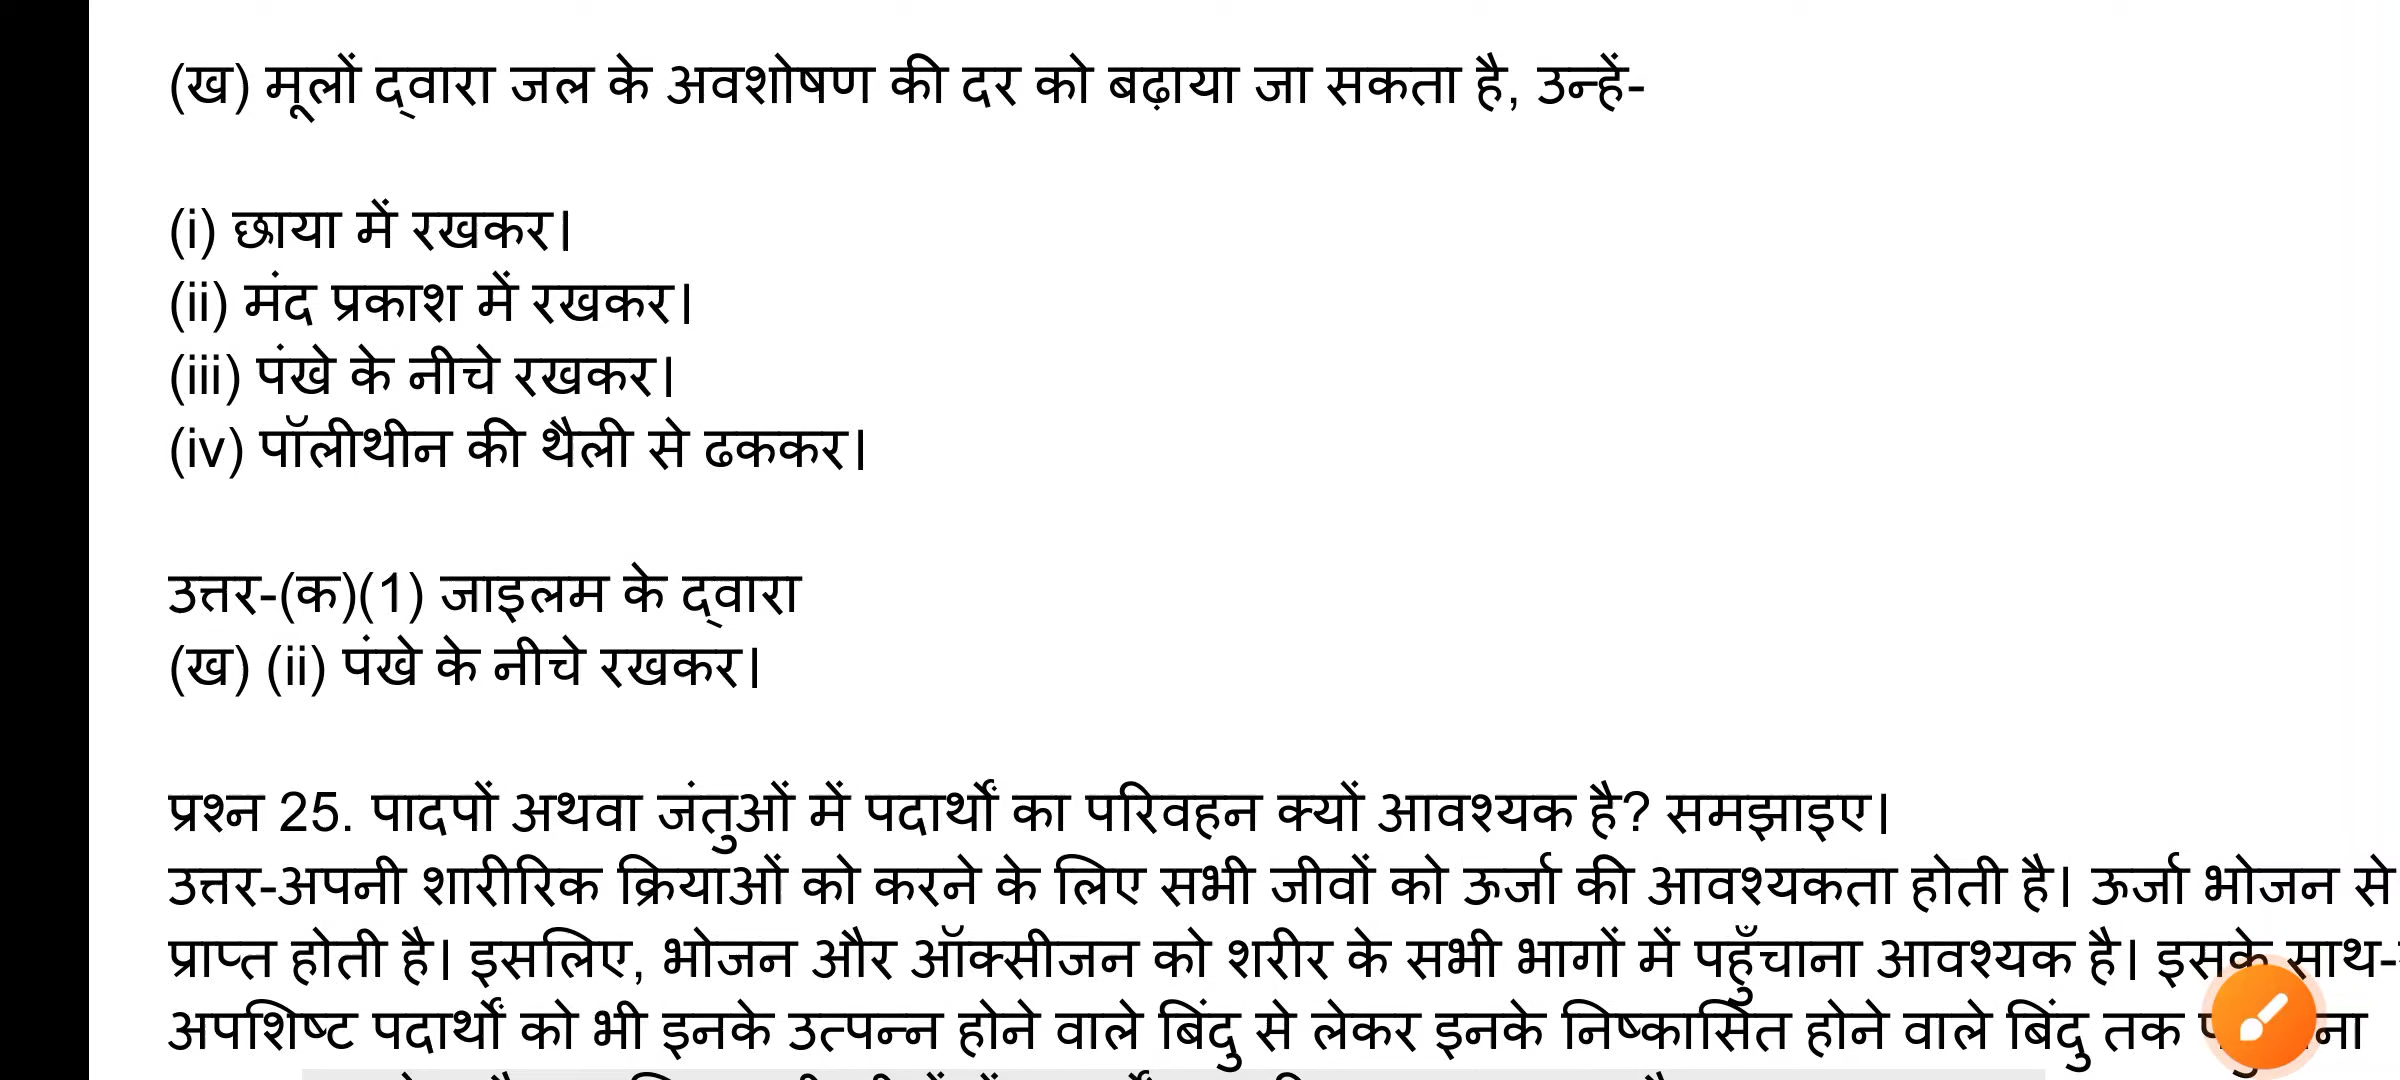 (ख) मूलों द्वारा जल के अवशोषण की दर को बढ़ाया जा सकता है, उन्हें-
(i) छाया में रखकर।
(ii) मंद प्रकाश में रखकर।
(iii) पंखे के नीचे रखकर।
(iv) पॉलीथीन की थैली से ढककर।
उत्तर-(क)(1) जाइलम के द्वारा
(ख) (ii) पंखे के नीचे रखकर।
प्रश्न 25. पादपों अथवा जंतुओं में पदार्थों का परिवहन क्यों आवश्यक है? समझाइए।
उत्तर-अपनी शारीरिक क्रियाओं को करने के लिए सभी जीवों को ऊर्जा की आवश्यकता होती है। ऊर्जा भोजन से
प्राप्त होती है। इसलिए, भोजन और ऑक्सीजन को शरीर के सभी भागों में पहुँचाना आवश्यक है। इसके साथ-
अपशिष्ट पदार्थों को भी इनके उत्पन्न होने वाले बिंदु से लेकर इनके निष्कासित होने वाले बिंदु तक